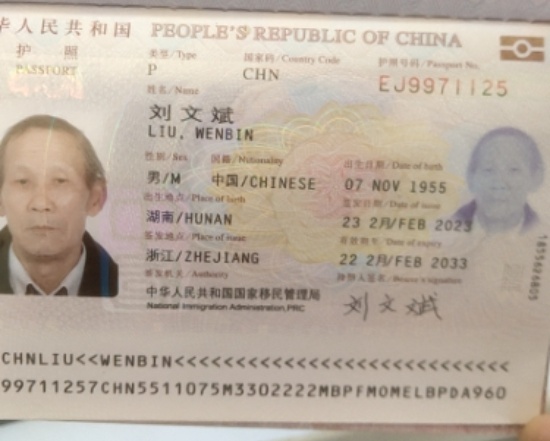 华人民共和国 PEOPLE'S REPUBLIC OF CHINA
护照 类型/Type 国家码/Country Code 护照号码/Passport No.
PASSPORT P CHN EJ9971125
姓名/Name
刘文斌
LIU, WENBIN
性别/Sex 国籍/Nationality 出生日期/Date of birth
男/M 中国/CHINESE 07 NOV 1955
出生地点/Place of birth 签发日期/Date of issue
湖南/HUNAN 23 2月/FEB 2023
签发地点/Place of issue 有效期至/Date of expiry
浙江/ZHEJIANG 22 2月/FEB 2033
签发机关/Authority 持照人签名/Bearer's signature
中华人民共和国国家移民管理局 刘文斌
National Immigration Administration, PRC
CHNLIU<<WENBIN<<<<<<<<<<<<<<<<<<<<<<<<<<<<
99711257CHN5511075M3302222MBPFMOMELBPDA960